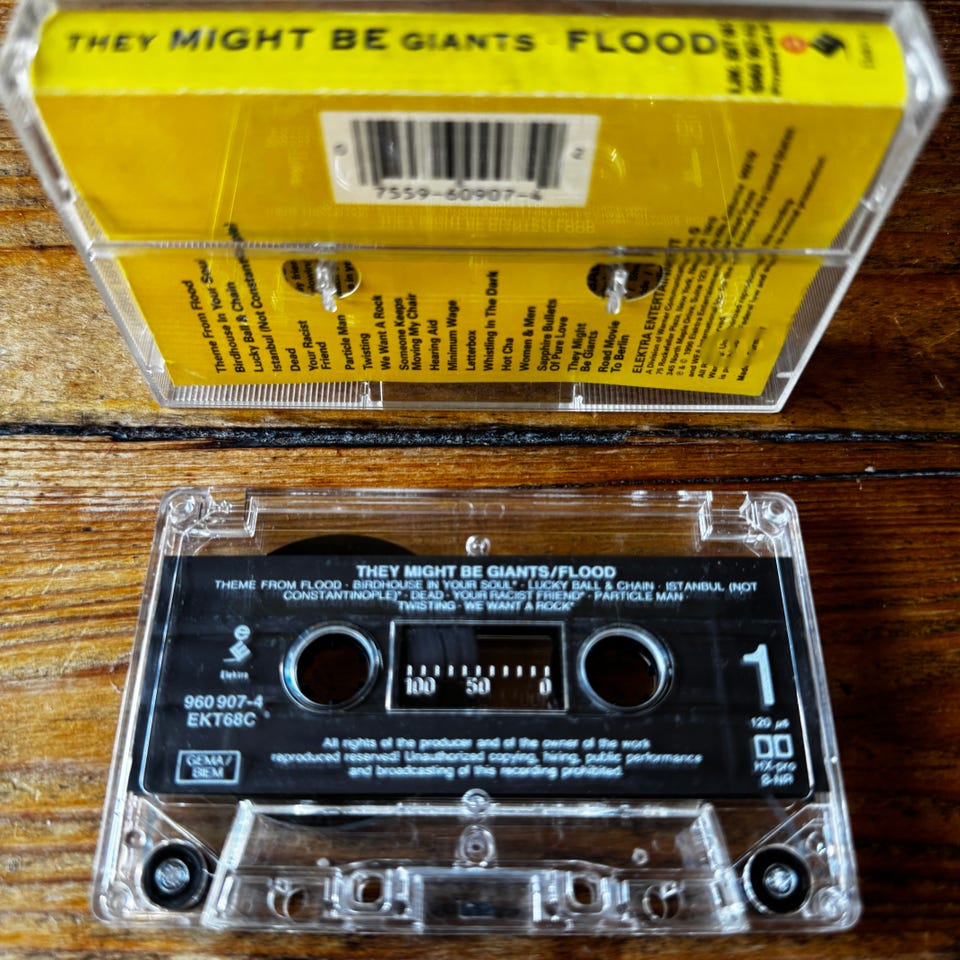 THEY MIGHT BE GIANTS · FLOOD
7559-60907-4
Theme From Flood
Birdhouse In Your Soul
Lucky Ball & Chain
Istanbul (Not
Dead
Your Racist
Friend
Particle Man
Twisting
We Want A Rock
Someone Keeps
Moving My Chair
Hearing Aid
Minimum Wage
Letterbox
Whistling In The Dark
Hot Cha
Women & Men
Sapphire Bullets
Of Pure Love
They Might
Be Giants
Road Movie
To Berlin
ELEKTRA ENTERTAINMENT
THEY MIGHT BE GIANTS/FLOOD
THEME FROM FLOOD · BIRDHOUSE IN YOUR SOUL* · LUCKY BALL & CHAIN · ISTANBUL (NOT
CONSTANTINOPLE)* · DEAD · YOUR RACIST FRIEND* · PARTICLE MAN ·
TWISTING · WE WANT A ROCK*
Elektra
1
100 50 0
960 907-4
EKT68C
120 µs
HX-pro
B-NR
GEMA/
BIEM
All rights of the producer and of the owner of the work
reproduced reserved! Unauthorized copying, hiring, public performance
and broadcasting of this recording prohibited.